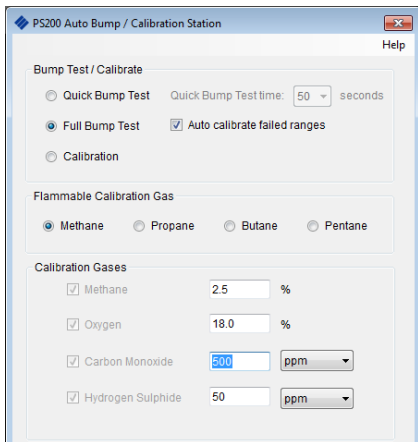 PS200 Auto Bump / Calibration Station
Help
Bump Test / Calibrate
Quick Bump Test Quick Bump Test time: 50 seconds
Full Bump Test Auto calibrate failed ranges
Calibration
Flammable Calibration Gas
Methane Propane Butane Pentane
Calibration Gases
Methane 2.5 %
Oxygen 18.0 %
Carbon Monoxide 500 ppm
Hydrogen Sulphide 50 ppm